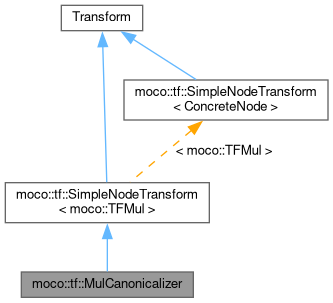 Transform
moco::tf::SimpleNodeTransform
< ConcreteNode >
< moco::TFMul >
moco::tf::SimpleNodeTransform
< moco::TFMul >
moco::tf::MulCanonicalizer